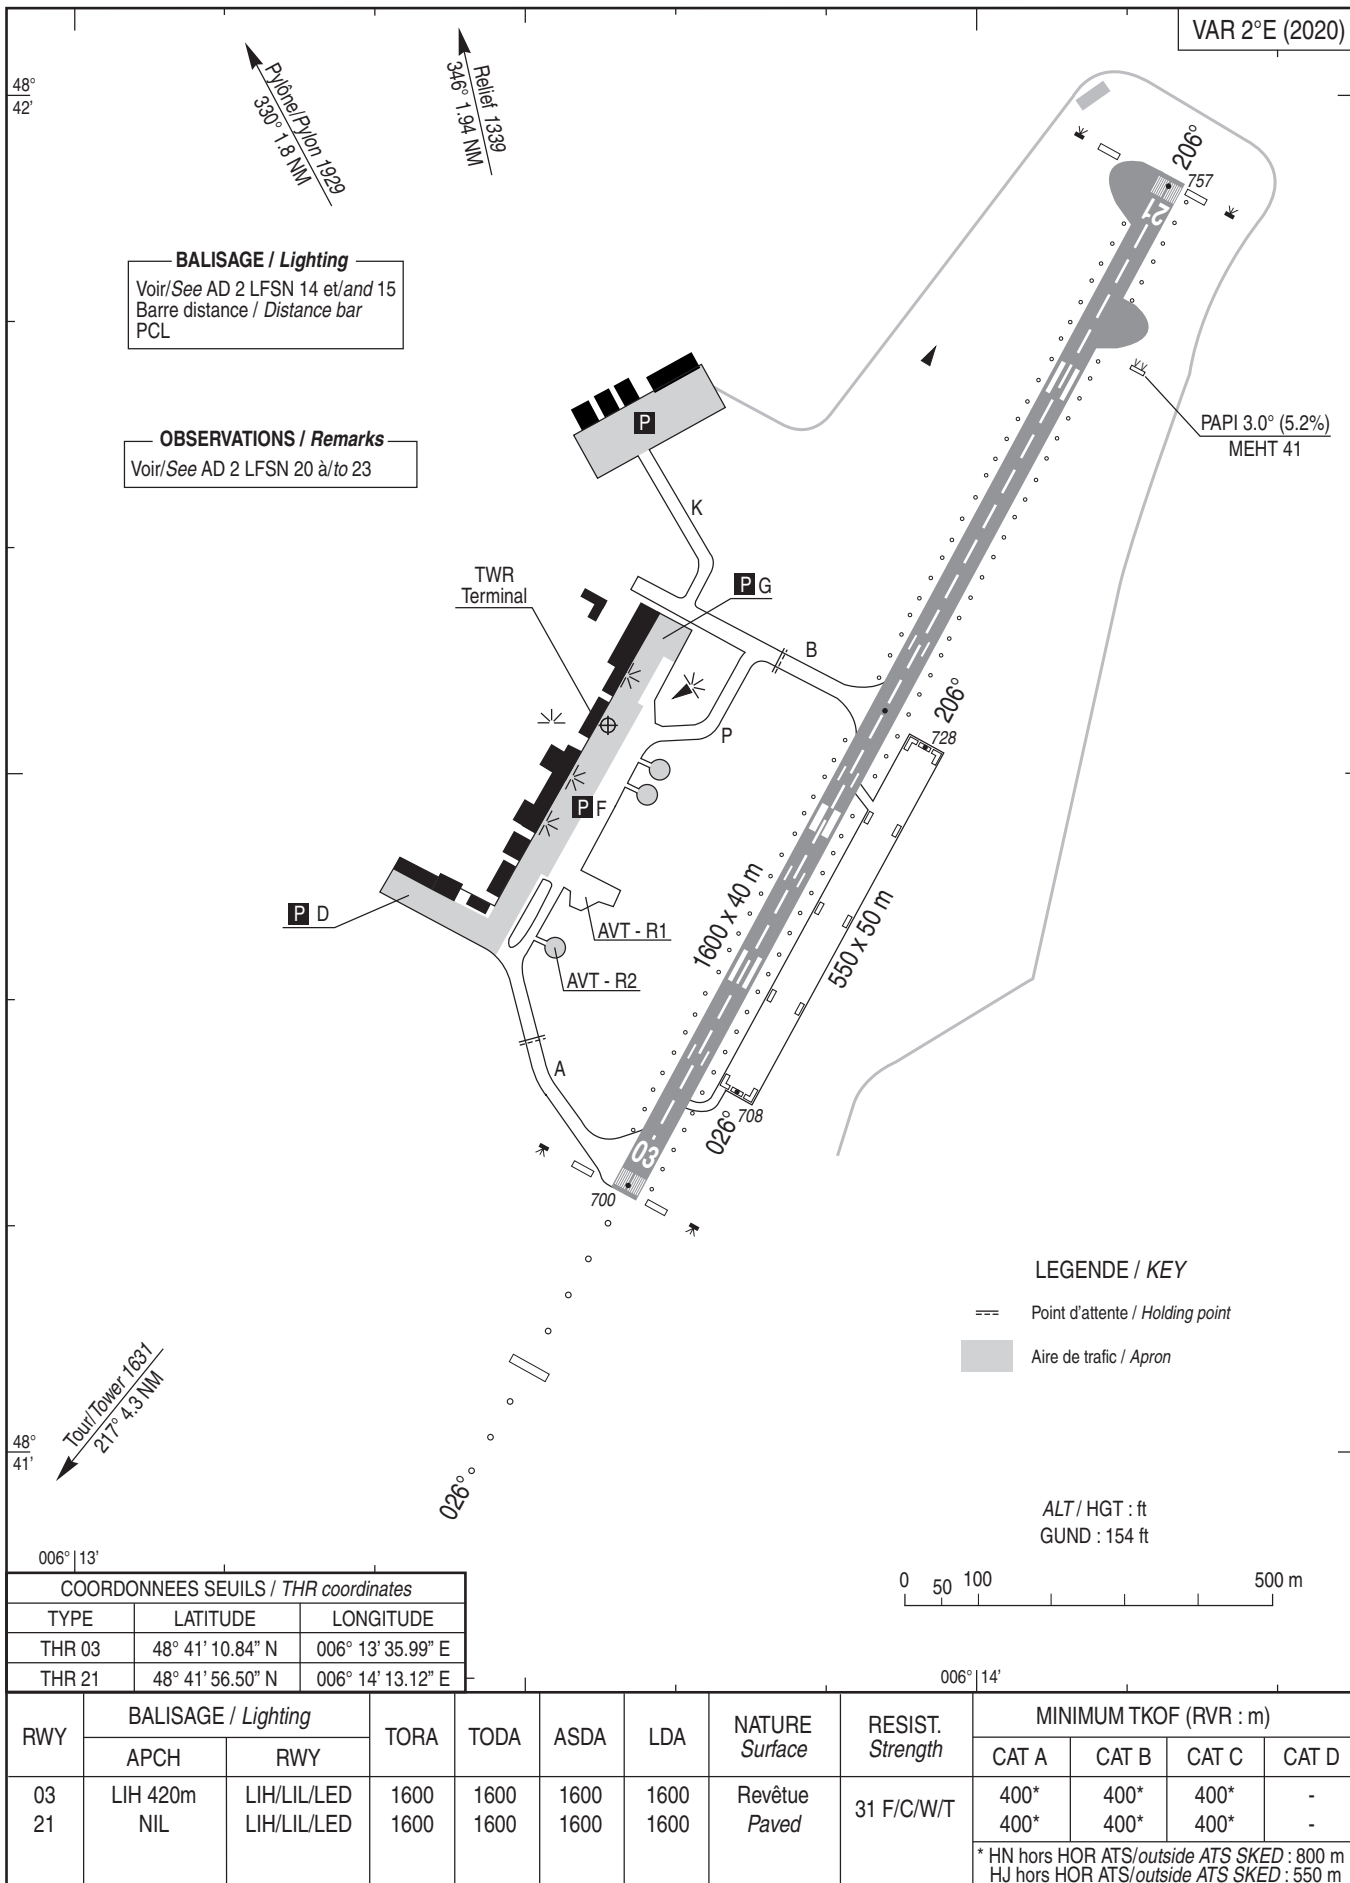 VAR 2°E (2020)
48°
42'
Pylône/Pylon 1929
330° 1.8 NM
Relief 1339
346° 1.94 NM
206°
757
21
BALISAGE / Lighting
Voir/See AD 2 LFSN 14 et/and 15
Barre distance / Distance bar
PCL
OBSERVATIONS / Remarks
Voir/See AD 2 LFSN 20 à/to 23
P
PAPI 3.0° (5.2%)
MEHT 41
K
TWR
Terminal
P G
B
206°
728
P
P F
1600 x 40 m
550 x 50 m
P D
AVT - R1
AVT - R2
A
026°
708
03
700
LEGENDE / KEY
Point d'attente / Holding point
Aire de trafic / Apron
Tour/Tower 1631
217° 4.3 NM
48°
41'
026°
ALT / HGT : ft
GUND : 154 ft
006° 13'
0 50 100 500 m
006° 14'
COORDONNEES SEUILS / THR coordinates
TYPE LATITUDE LONGITUDE
THR 03 48° 41' 10.84” N 006° 13' 35.99” E
THR 21 48° 41' 56.50” N 006° 14' 13.12” E
RWY BALISAGE / Lighting TORA TODA ASDA LDA NATURE RESIST. MINIMUM TKOF (RVR : m)
Surface Strength
APCH RWY CAT A CAT B CAT C CAT D
03 LIH 420m LIH/LIL/LED 1600 1600 1600 1600 Revêtue 31 F/C/W/T 400* 400* 400* -
21 NIL LIH/LIL/LED 1600 1600 1600 1600 Paved 400* 400* 400* -
* HN hors HOR ATS/outside ATS SKED : 800 m
HJ hors HOR ATS/outside ATS SKED : 550 m